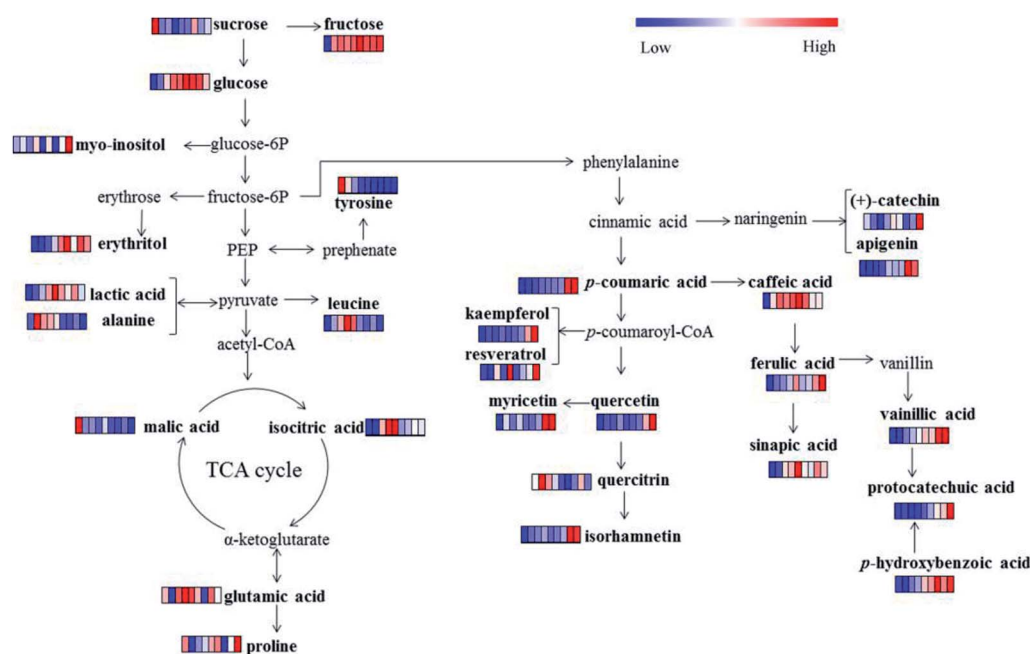 sucrose
fructose
Low
High
glucose
myo-inositol
glucose-6P
phenylalanine
erythrose
fructose-6P
tyrosine
(+)-catechin
cinnamic acid
naringenin
erythritol
PEP
prephenate
apigenin
lactic acid
p-coumaric acid
caffeic acid
pyruvate
leucine
kaempferol
alanine
p-coumaroyl-CoA
acetyl-CoA
resveratrol
ferulic acid
vanillin
myricetin
quercetin
malic acid
isocitric acid
vainillic acid
sinapic acid
TCA cycle
quercitrin
protocatechuic acid
isorhamnetin
α-ketoglutarate
p-hydroxybenzoic acid
glutamic acid
proline